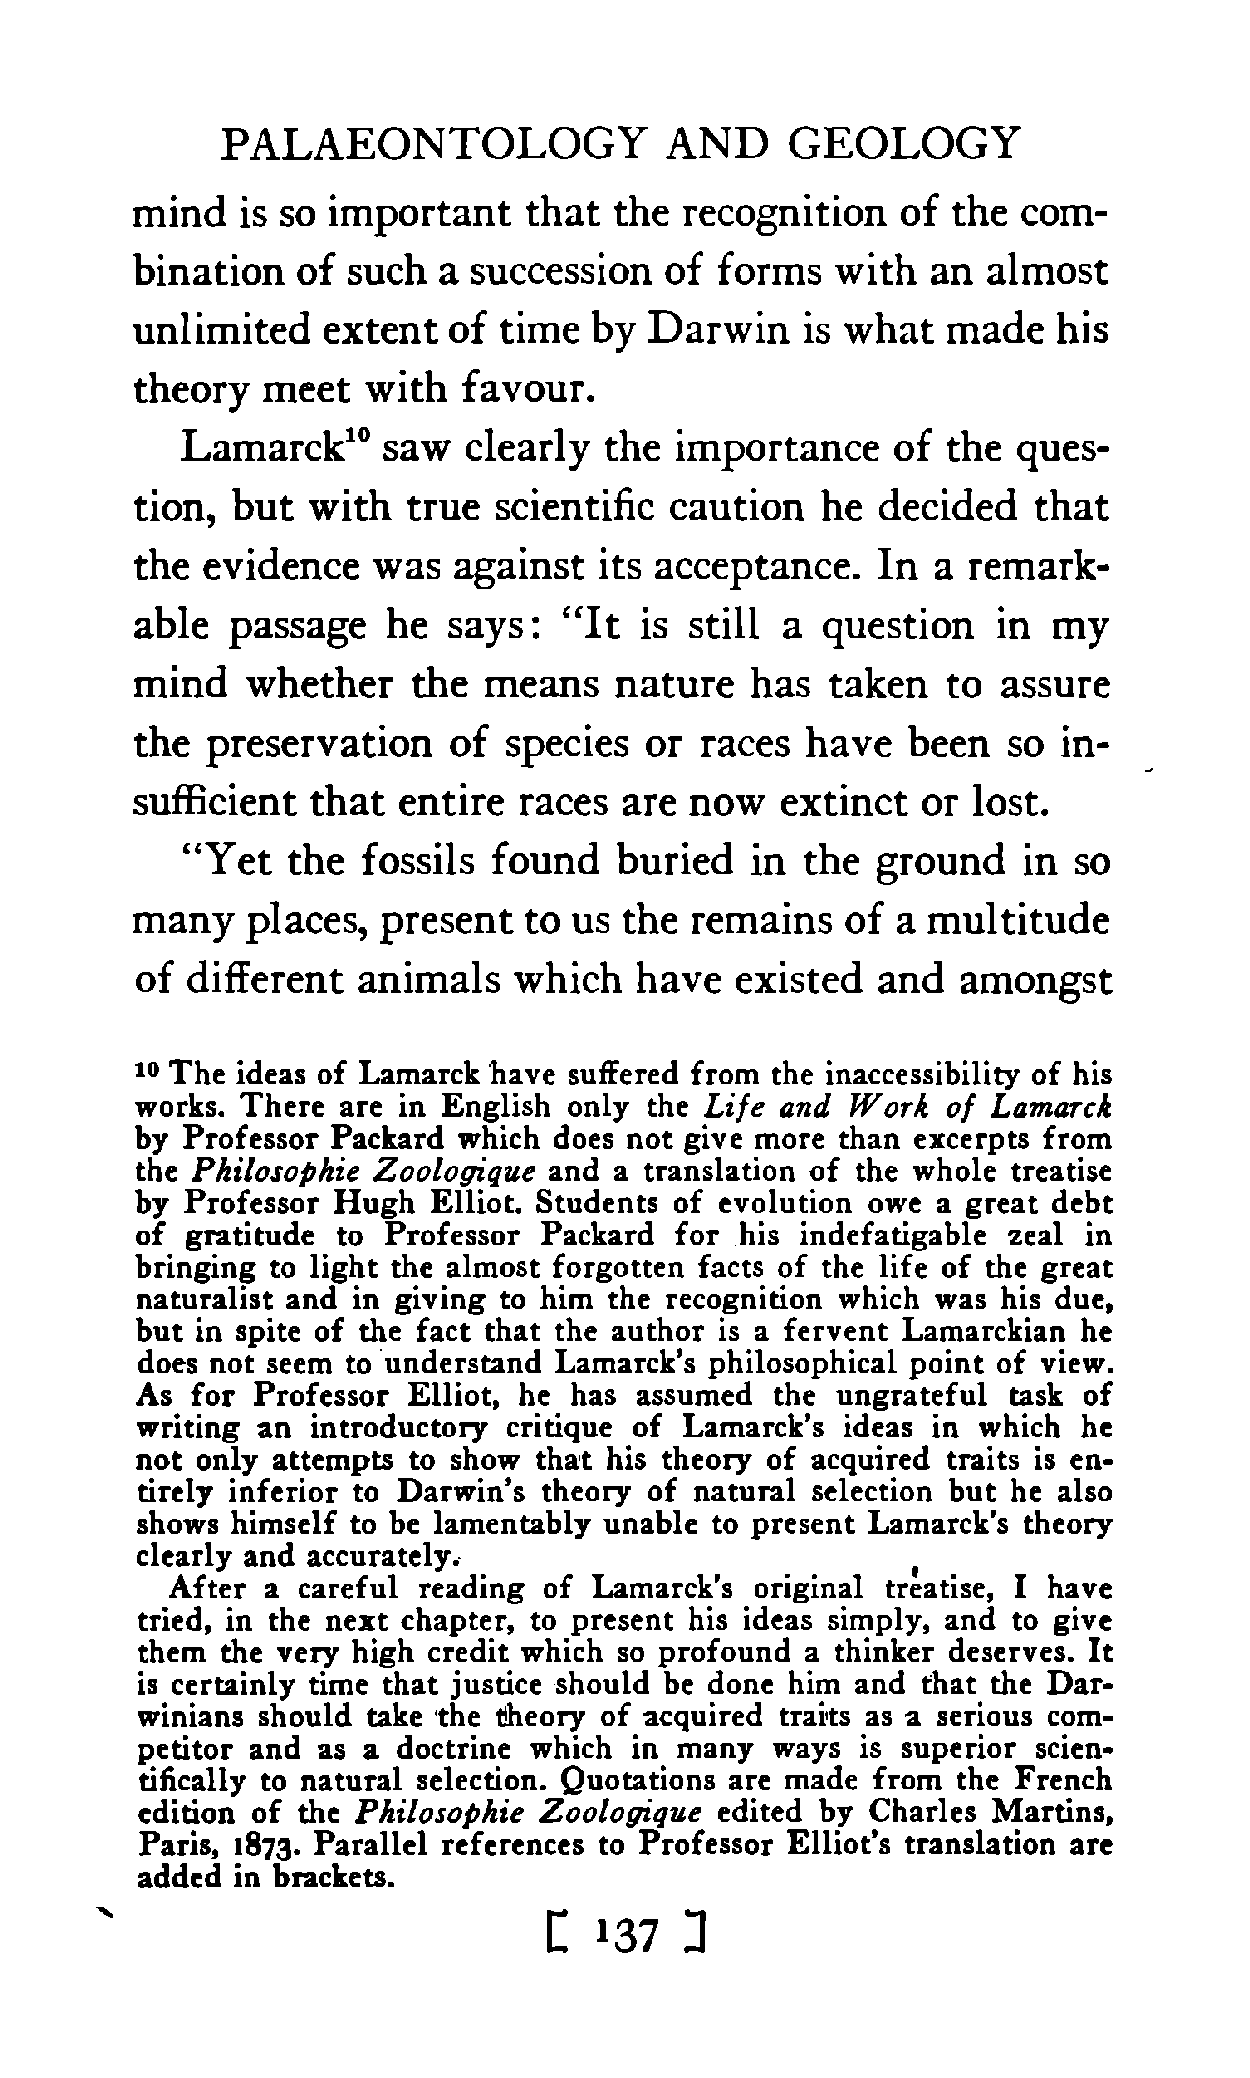 PALAEONTOLOGY AND GEOLOGY
mind is so important that the recognition of the com-
bination of such a succession of forms with an almost
unlimited extent of time by Darwin is what made his
theory meet with favour.
Lamarck¹⁰ saw clearly the importance of the ques-
tion, but with true scientific caution he decided that
the evidence was against its acceptance. In a remark-
able passage he says: “It is still a question in my
mind whether the means nature has taken to assure
the preservation of species or races have been so in-
sufficient that entire races are now extinct or lost.
“Yet the fossils found buried in the ground in so
many places, present to us the remains of a multitude
of different animals which have existed and amongst
¹⁰ The ideas of Lamarck have suffered from the inaccessibility of his
works. There are in English only the Life and Work of Lamarck
by Professor Packard which does not give more than excerpts from
the Philosophie Zoologique and a translation of the whole treatise
by Professor Hugh Elliot. Students of evolution owe a great debt
of gratitude to Professor Packard for his indefatigable zeal in
bringing to light the almost forgotten facts of the life of the great
naturalist and in giving to him the recognition which was his due,
but in spite of the fact that the author is a fervent Lamarckian he
does not seem to understand Lamarck's philosophical point of view.
As for Professor Elliot, he has assumed the ungrateful task of
writing an introductory critique of Lamarck's ideas in which he
not only attempts to show that his theory of acquired traits is en-
tirely inferior to Darwin's theory of natural selection but he also
shows himself to be lamentably unable to present Lamarck's theory
clearly and accurately.
After a careful reading of Lamarck's original treatise, I have
tried, in the next chapter, to present his ideas simply, and to give
them the very high credit which so profound a thinker deserves. It
is certainly time that justice should be done him and that the Dar-
winians should take the theory of acquired traits as a serious com-
petitor and as a doctrine which in many ways is superior scien-
tifically to natural selection. Quotations are made from the French
edition of the Philosophie Zoologique edited by Charles Martins,
Paris, 1873. Parallel references to Professor Elliot's translation are
added in brackets.
[ 137 ]